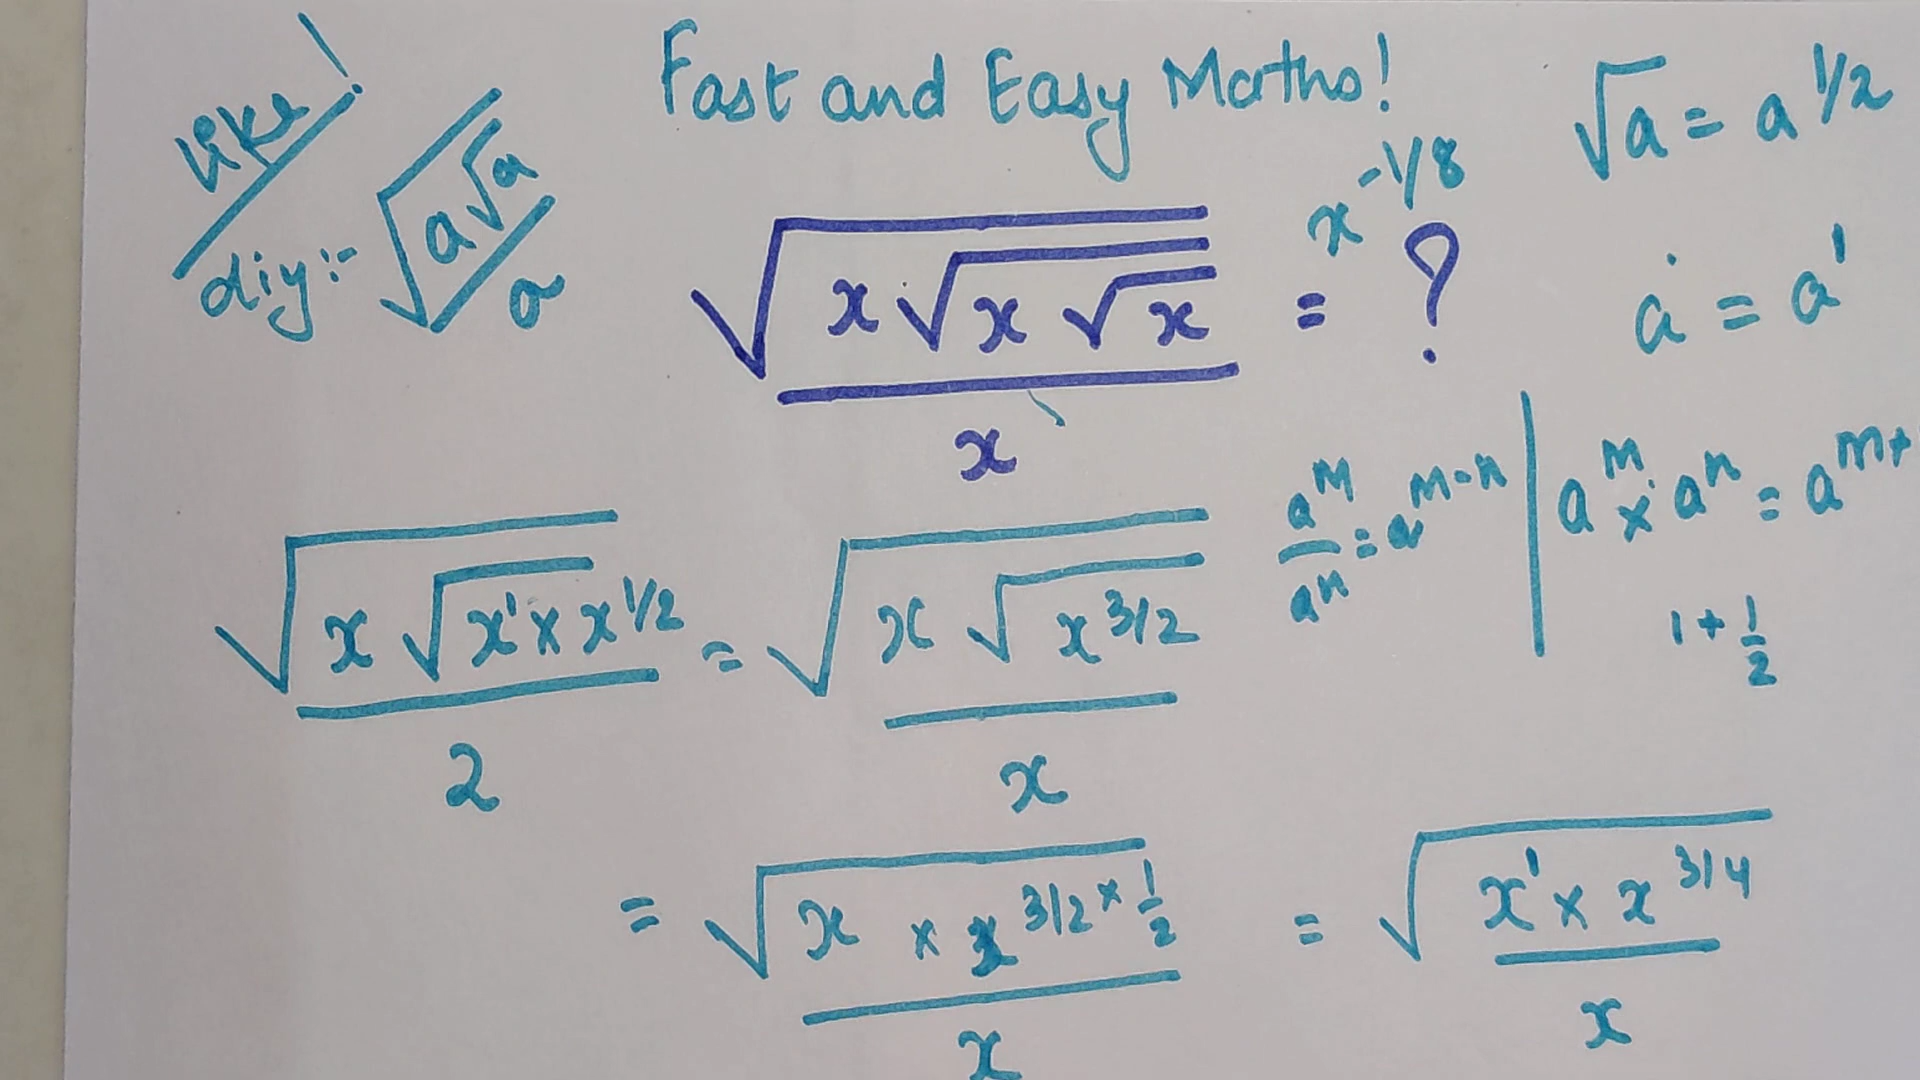 Fast and Easy Maths!
like!
diy:- √(a√a) / a
√a = a^1/2
x^-1/8
√(x√(x√x)) / x = ?
a = a^1
a^m / a^n = a^m-n | a^m × a^n = a^m+
1 + 1/2
√(x√(x^1 × x^1/2)) / 2 = √(x√(x^3/2)) / x
= √(x × x^3/2 × 1/2) / x = √(x^1 × x^3/4) / x